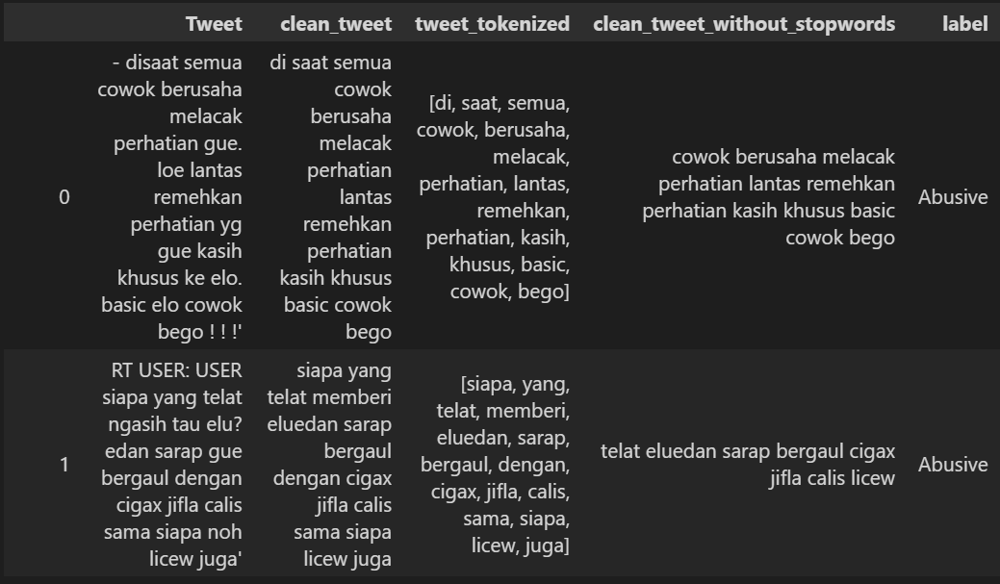 Tweet clean_tweet tweet_tokenized clean_tweet_without_stopwords label
0
- disaat semua
cowok berusaha
melacak
perhatian gue.
loe lantas
remehkan
perhatian yg
gue kasih
khusus ke elo.
basic elo cowok
bego ! ! !'
di saat semua
cowok
berusaha
melacak
perhatian
lantas
remehkan
perhatian
kasih khusus
basic cowok
bego
[di, saat, semua,
cowok, berusaha,
melacak,
perhatian, lantas,
remehkan,
perhatian, kasih,
khusus, basic,
cowok, bego]
cowok berusaha melacak
perhatian lantas remehkan
perhatian kasih khusus basic
cowok bego
Abusive
1
RT USER: USER
siapa yang telat
ngasih tau elu?
edan sarap gue
bergaul dengan
cigax jifla calis
sama siapa noh
licew juga'
siapa yang
telat memberi
eluedan sarap
bergaul
dengan cigax
jifla calis
sama siapa
licew juga
[siapa, yang,
telat, memberi,
eluedan, sarap,
bergaul, dengan,
cigax, jifla, calis,
sama, siapa,
licew, juga]
telat eluedan sarap bergaul cigax
jifla calis licew
Abusive